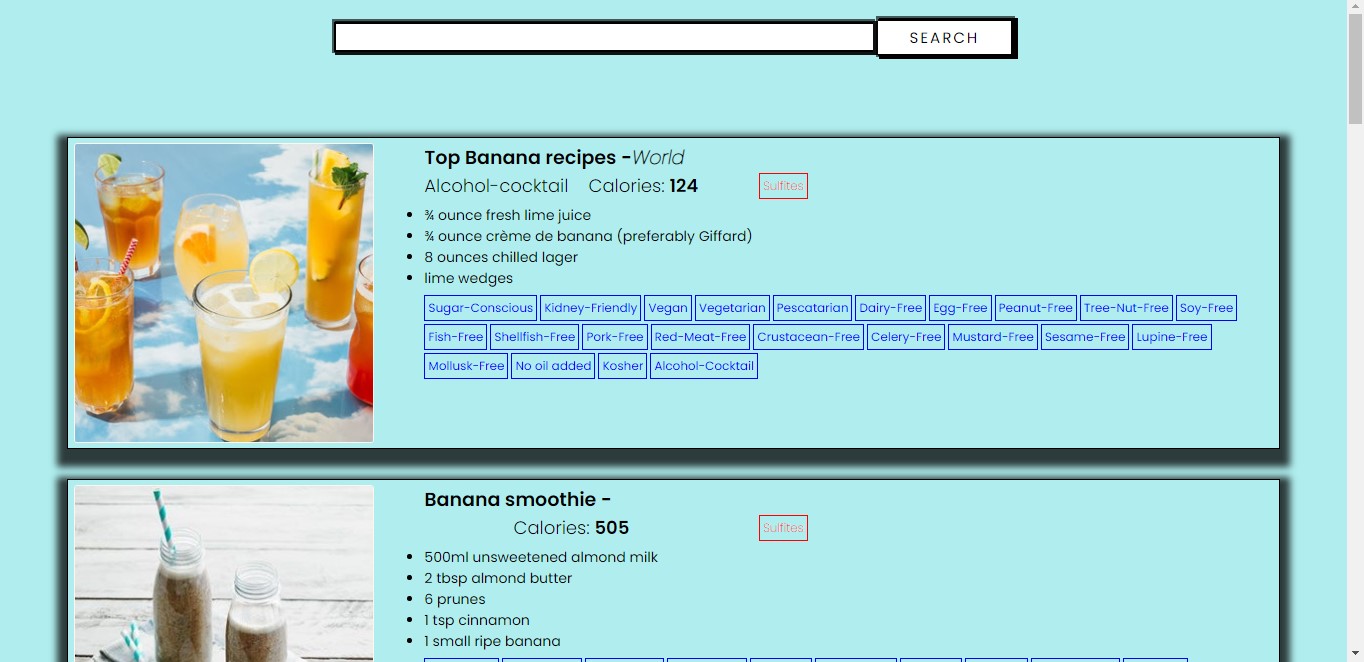 SEARCH
Top Banana recipes -World
Alcohol-cocktail Calories: 124 Sulfites
¾ ounce fresh lime juice
¾ ounce crème de banana (preferably Giffard)
8 ounces chilled lager
lime wedges
Sugar-Conscious Kidney-Friendly Vegan Vegetarian Pescatarian Dairy-Free Egg-Free Peanut-Free Tree-Nut-Free Soy-Free
Fish-Free Shellfish-Free Pork-Free Red-Meat-Free Crustacean-Free Celery-Free Mustard-Free Sesame-Free Lupine-Free
Mollusk-Free No oil added Kosher Alcohol-Cocktail
Banana smoothie -
Calories: 505 Sulfites
500ml unsweetened almond milk
2 tbsp almond butter
6 prunes
1 tsp cinnamon
1 small ripe banana